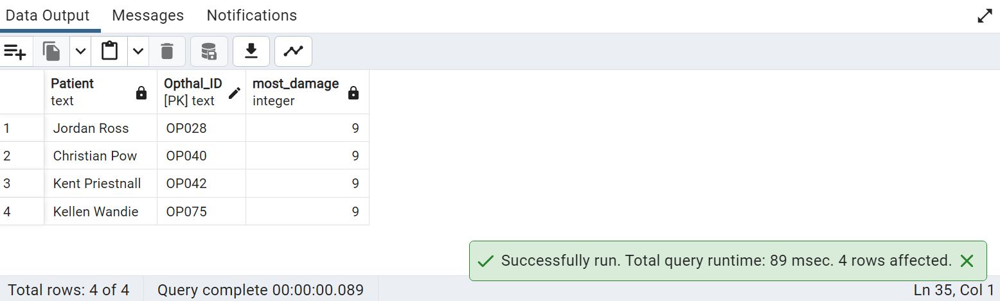 Data Output Messages Notifications
Patient Opthal_ID most_damage
text [PK] text integer
1 Jordan Ross OP028 9
2 Christian Pow OP040 9
3 Kent Priestnall OP042 9
4 Kellen Wandie OP075 9
Successfully run. Total query runtime: 89 msec. 4 rows affected.
Total rows: 4 of 4 Query complete 00:00:00.089 Ln 35, Col 1